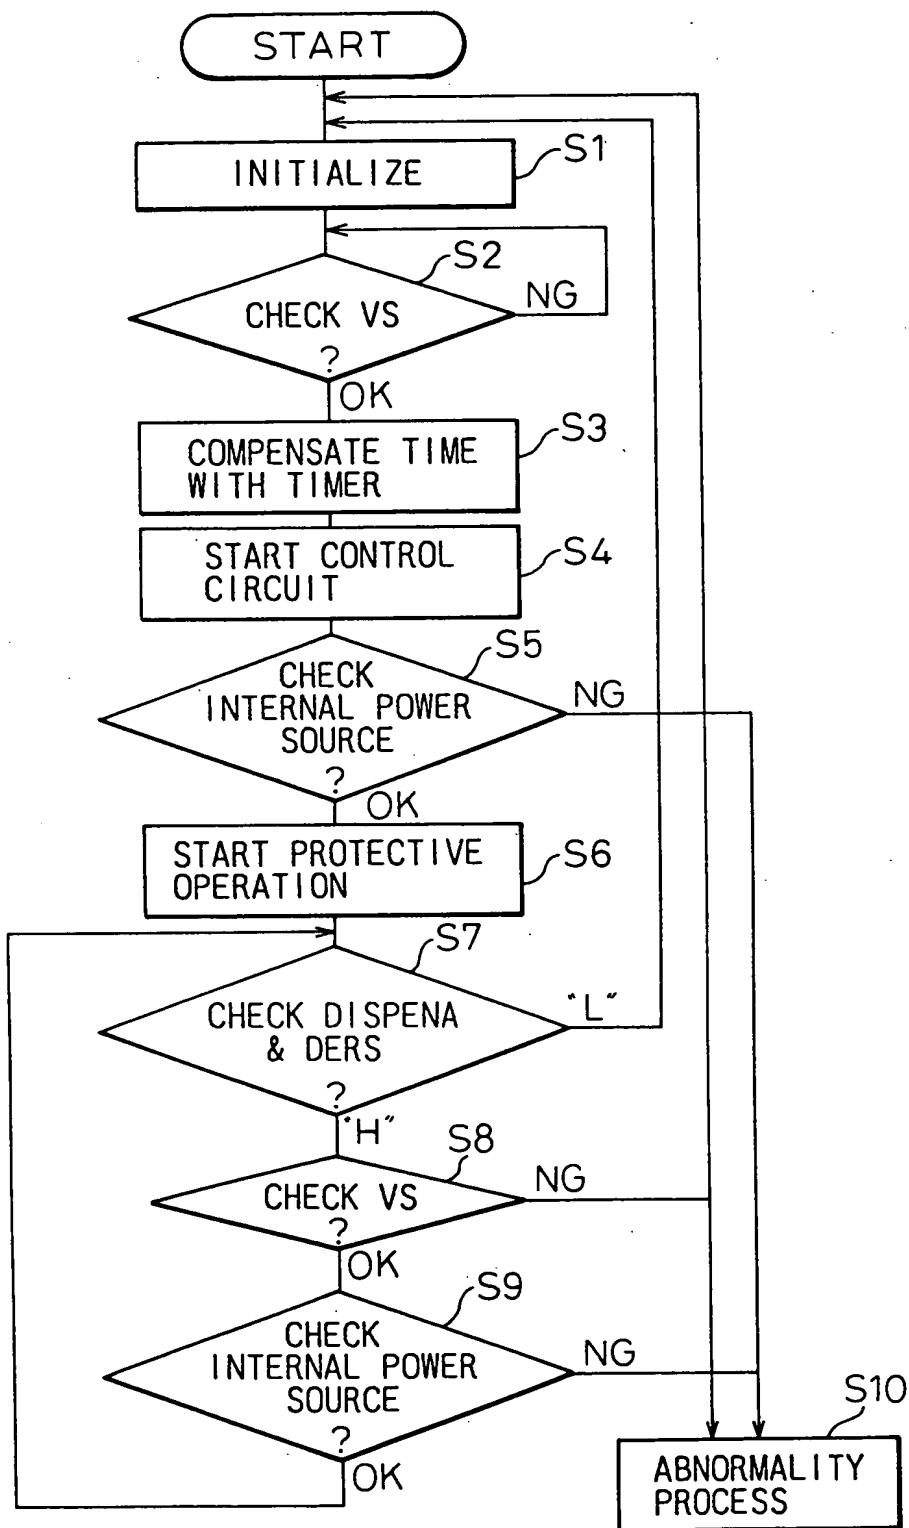 START
INITIALIZE
S1
S2
CHECK VS
?
NG
OK
S3
COMPENSATE TIME
WITH TIMER
S4
START CONTROL
CIRCUIT
S5
CHECK
INTERNAL POWER
SOURCE
?
NG
OK
START PROTECTIVE
OPERATION
S6
S7
CHECK DISPENA
& DERS
?
"L"
"H"
S8
CHECK VS
?
NG
OK
S9
CHECK
INTERNAL POWER
SOURCE
?
NG
OK
S10
ABNORMALITY
PROCESS